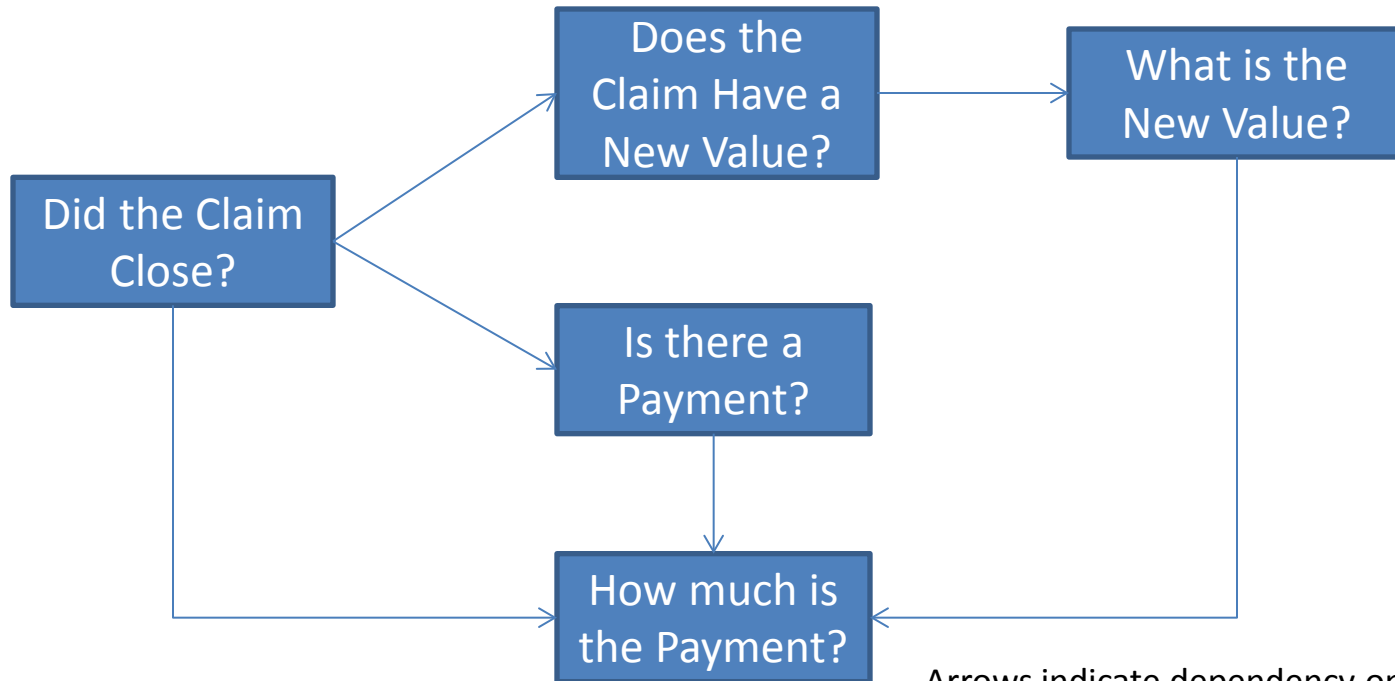 Does the
Claim Have a
New Value?
What is the
New Value?
Did the Claim
Close?
Is there a
Payment?
How much is
the Payment?
Arrows indicate dependency or